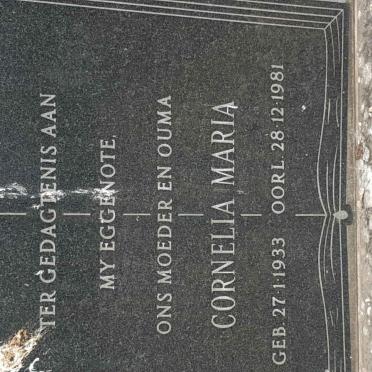 TER GEDAGTENIS AAN
MY EGGENOTE,
ONS MOEDER EN OUMA
CORNELIA MARIA
GEB. 27·1·1933 OORL. 28·12·1981